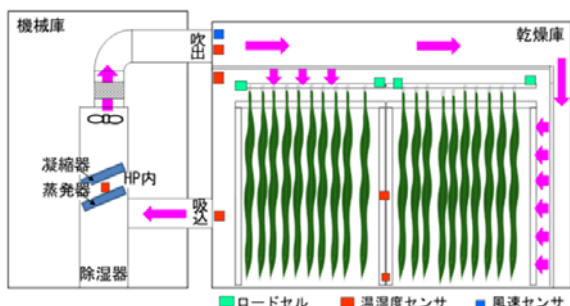 機械庫
乾燥庫
吹出
凝縮器
HP内
蒸発器
吸込
除湿器
ロードセル
温湿度センサ
風速センサ